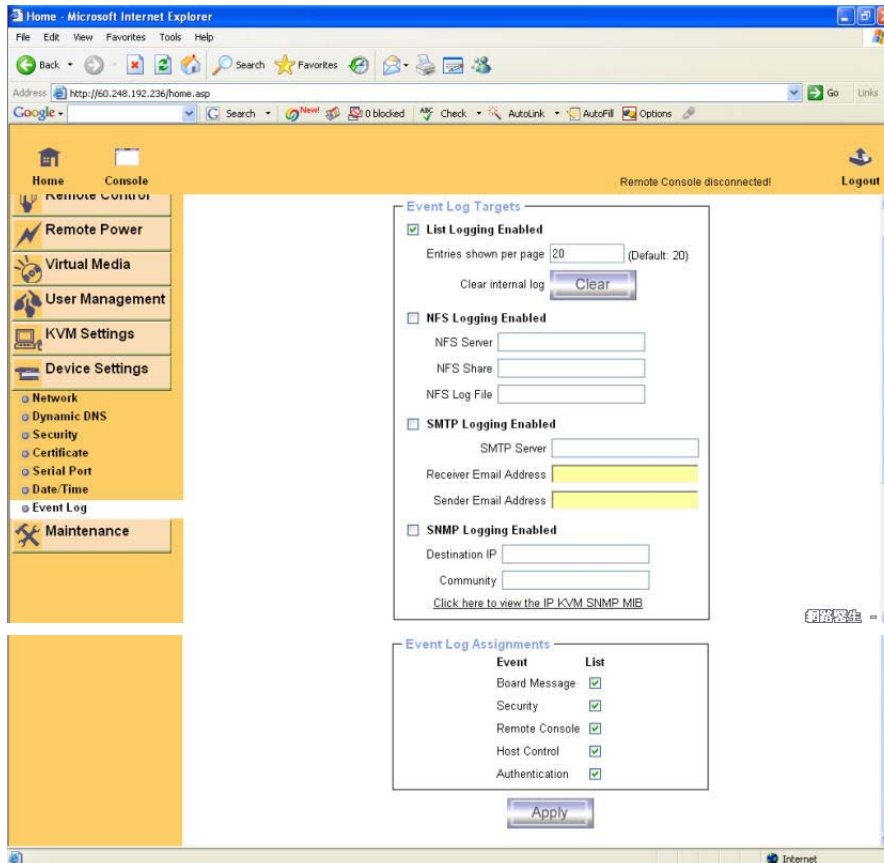 Home - Microsoft Internet Explorer
File Edit View Favorites Tools Help
Back Search Favorites
Address http://60.248.192.236/home.asp Go Links
Google Search New! 0 blocked ABC Check AutoLink AutoFill Options
Home Console Remote Console disconnected! Logout
Remote Control
Remote Power
Virtual Media
User Management
KVM Settings
Device Settings
Network
Dynamic DNS
Security
Certificate
Serial Port
Date/Time
Event Log
Maintenance
Event Log Targets
List Logging Enabled
Entries shown per page 20 (Default: 20)
Clear internal log Clear
NFS Logging Enabled
NFS Server
NFS Share
NFS Log File
SMTP Logging Enabled
SMTP Server
Receiver Email Address
Sender Email Address
SNMP Logging Enabled
Destination IP
Community
Click here to view the IP KVM SNMP MIB
Event Log Assignments
Event List
Board Message
Security
Remote Console
Host Control
Authentication
Apply
Internet